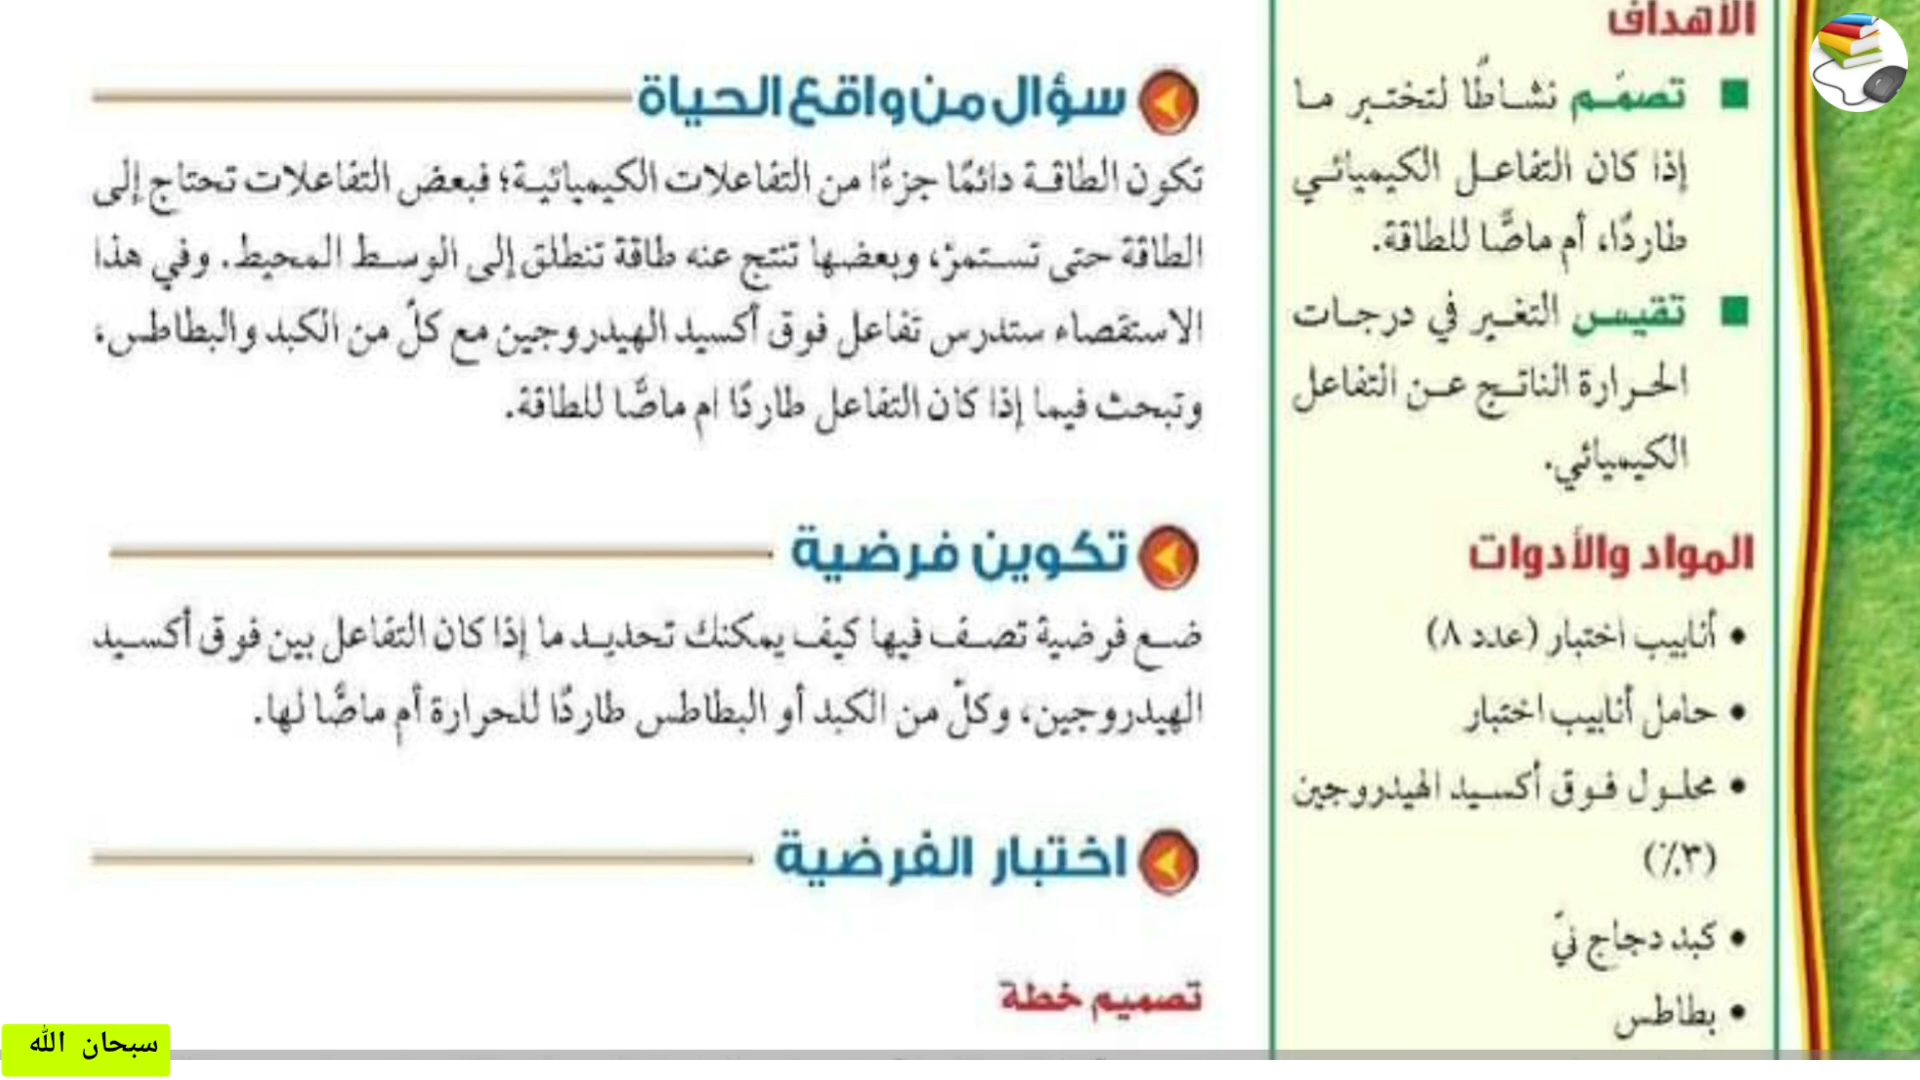 الأهداف
■ تصمّم نشاطًا لتختبر ما
إذا كان التفاعل الكيميائي
طاردًا، أم ماصًّا للطاقة.
■ تقيس التغير في درجات
الحرارة الناتج عن التفاعل
الكيميائي.
المواد والأدوات
• أنابيب اختبار (عدد ٨)
• حامل أنابيب اختبار
• محلول فوق أكسيد الهيدروجين
(٣٪)
• كبد دجاج نيّ
• بطاطس
سؤال من واقع الحياة
تكون الطاقة دائمًا جزءًا من التفاعلات الكيميائية؛ فبعض التفاعلات تحتاج إلى
الطاقة حتى تستمرّ، وبعضها تنتج عنه طاقة تنطلق إلى الوسط المحيط. وفي هذا
الاستقصاء ستدرس تفاعل فوق أكسيد الهيدروجين مع كلّ من الكبد والبطاطس،
وتبحث فيما إذا كان التفاعل طاردًا ام ماصًّا للطاقة.
تكوين فرضية
ضع فرضية تصف فيها كيف يمكنك تحديد ما إذا كان التفاعل بين فوق أكسيد
الهيدروجين، وكلّ من الكبد أو البطاطس طاردًا للحرارة أم ماصًّا لها.
اختبار الفرضية
تصميم خطة
سبحان الله